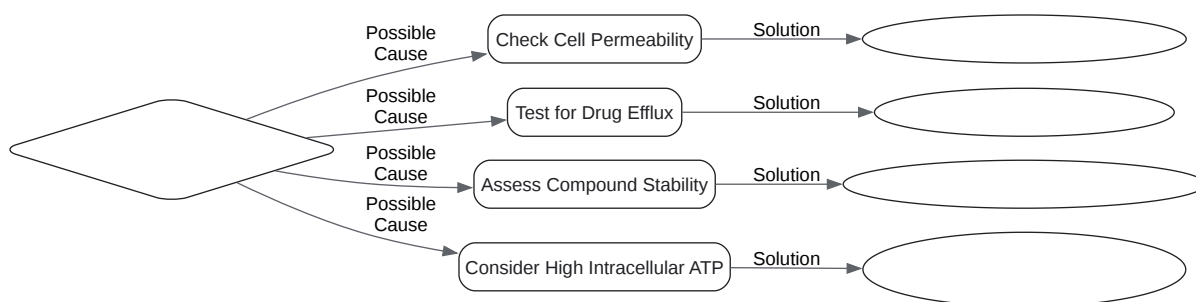 Possible
Cause
Check Cell Permeability
Solution
Possible
Cause
Test for Drug Efflux
Solution
Possible
Cause
Assess Compound Stability
Solution
Possible
Cause
Consider High Intracellular ATP
Solution